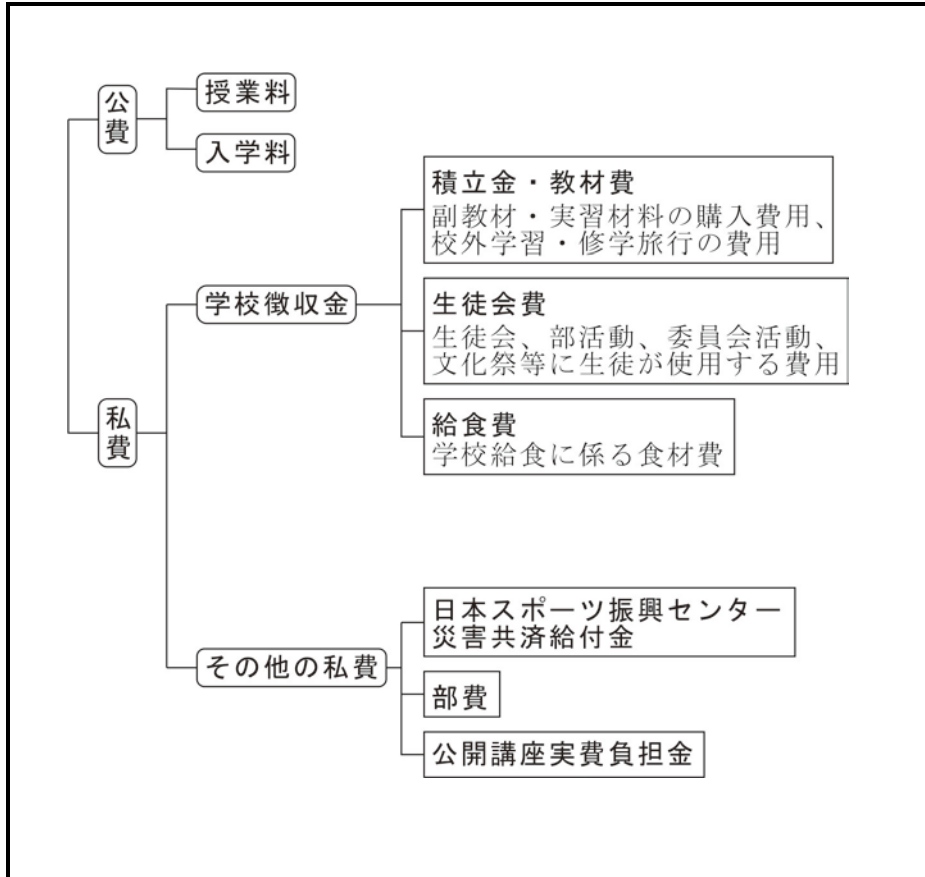 公費
授業料
入学料
私費
学校徴収金
積立金・教材費
副教材・実習材料の購入費用、
校外学習・修学旅行の費用
生徒会費
生徒会、部活動、委員会活動、
文化祭等に生徒が使用する費用
給食費
学校給食に係る食材費
その他の私費
日本スポーツ振興センター
災害共済給付金
部費
公開講座実費負担金